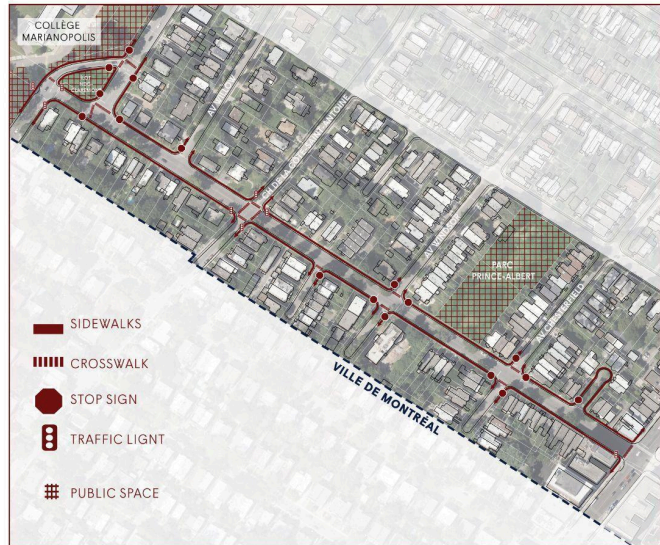 COLLÈGE
MARIANOPOLIS
PARC
PRINCE-ALBERT
VILLE DE MONTRÉAL
SIDEWALKS
CROSSWALK
STOP SIGN
TRAFFIC LIGNT
PUBLIC SPACE